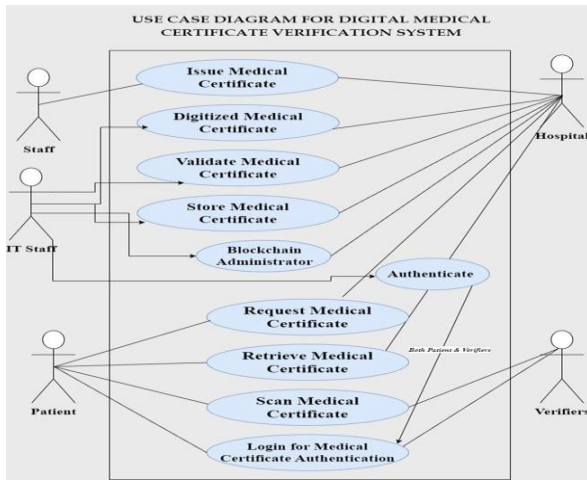 USE CASE DIAGRAM FOR DIGITAL MEDICAL
CERTIFICATE VERIFICATION SYSTEM
Issue Medical
Certificate
Staff
Hospital
Digitized Medical
Certificate
Validate Medical
Certificate
Store Medical
Certificate
IT Staff
Blockchain
Administrator
Authenticate
Request Medical
Certificate
Both Patient & Verifiers
Retrieve Medical
Certificate
Patient
Verifiers
Scan Medical
Certificate
Login for Medical
Certificate Authentication